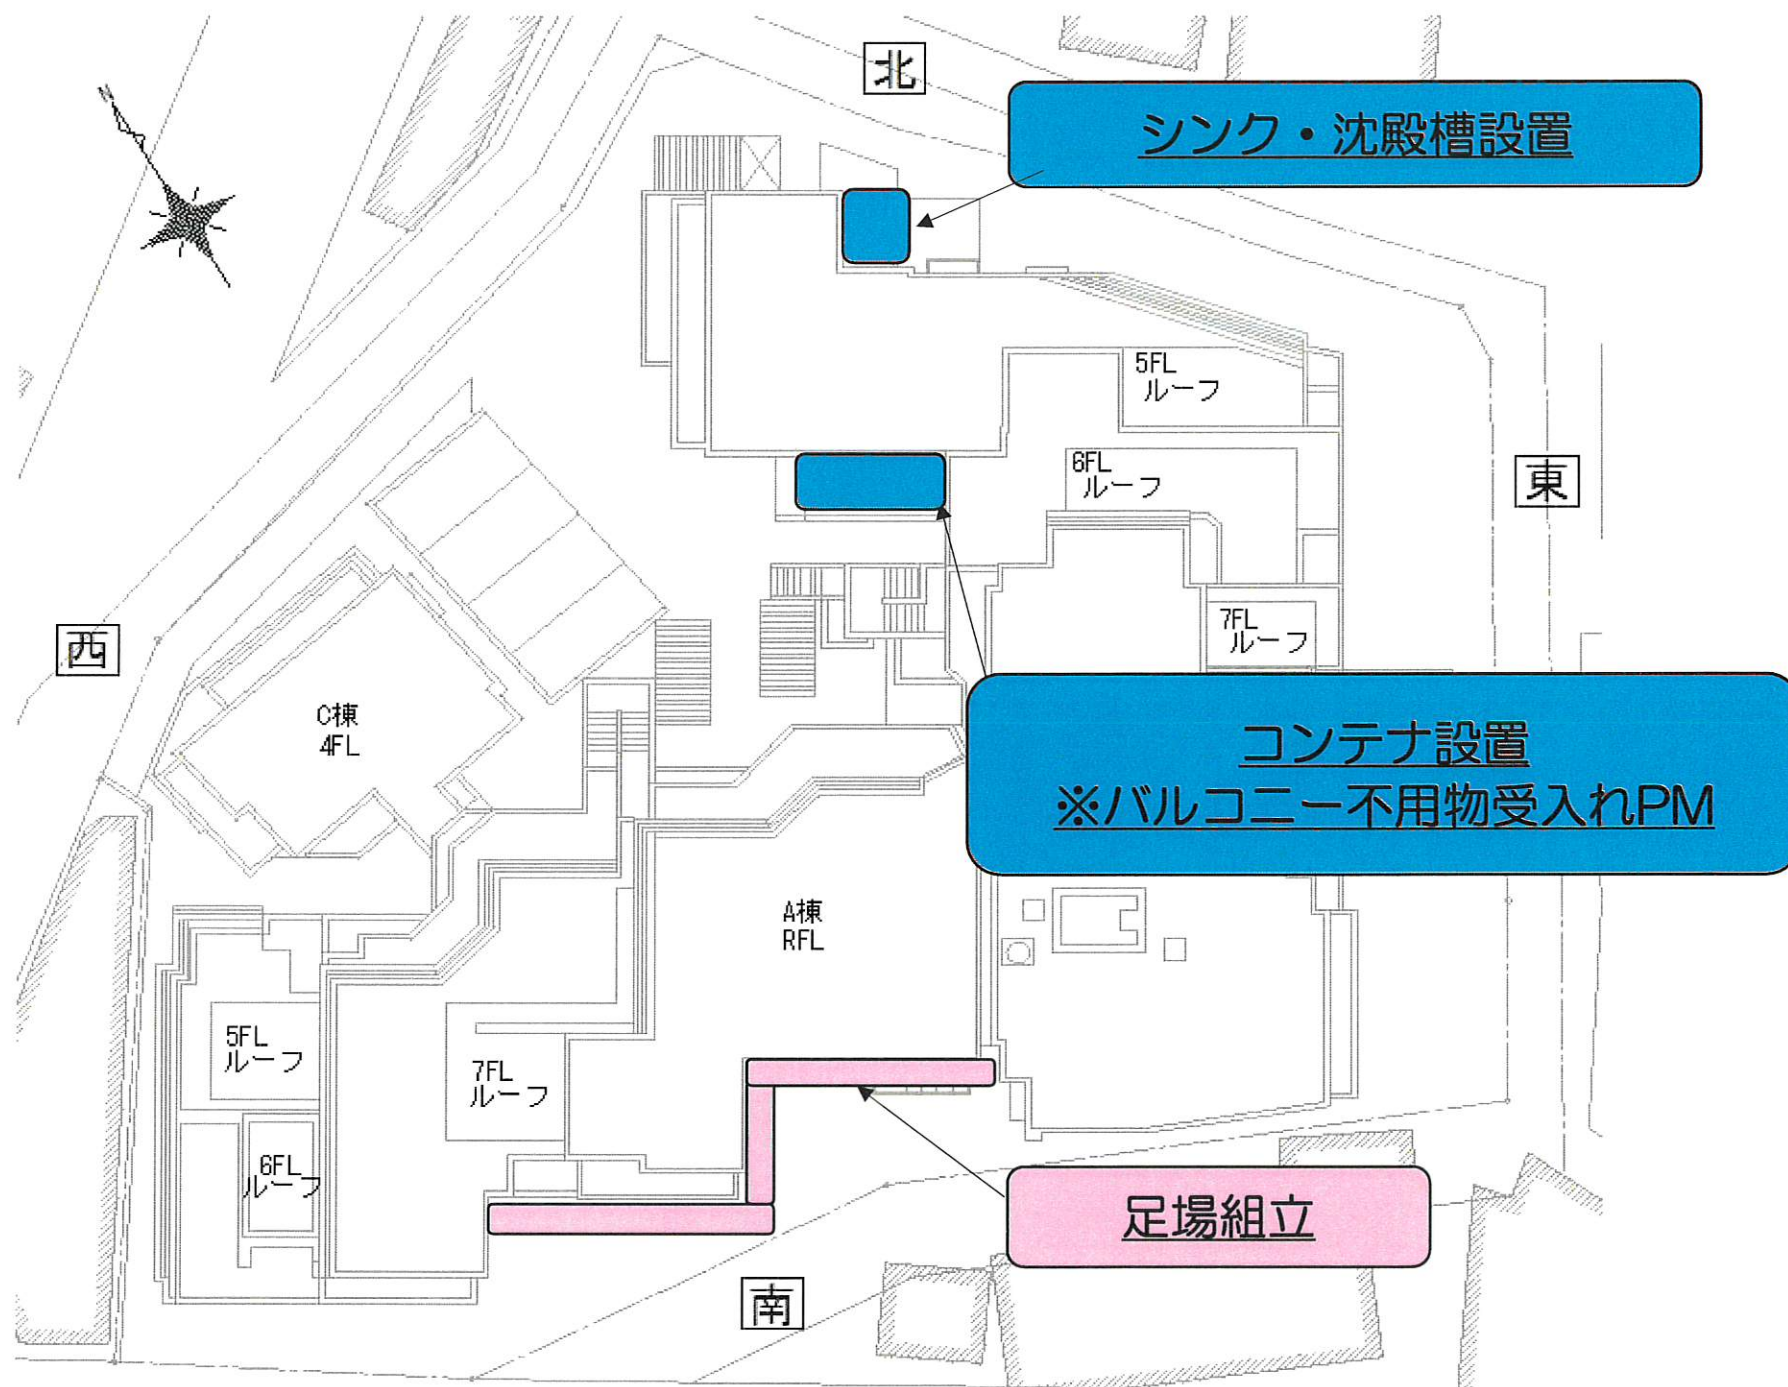 北
シンク・沈殿槽設置
N
5FL
ルーフ
6FL
ルーフ
東
7FL
ルーフ
西
C棟
4FL
コンテナ設置
※バルコニー不用物受入れPM
A棟
RFL
5FL
ルーフ
7FL
ルーフ
6FL
ルーフ
足場組立
南